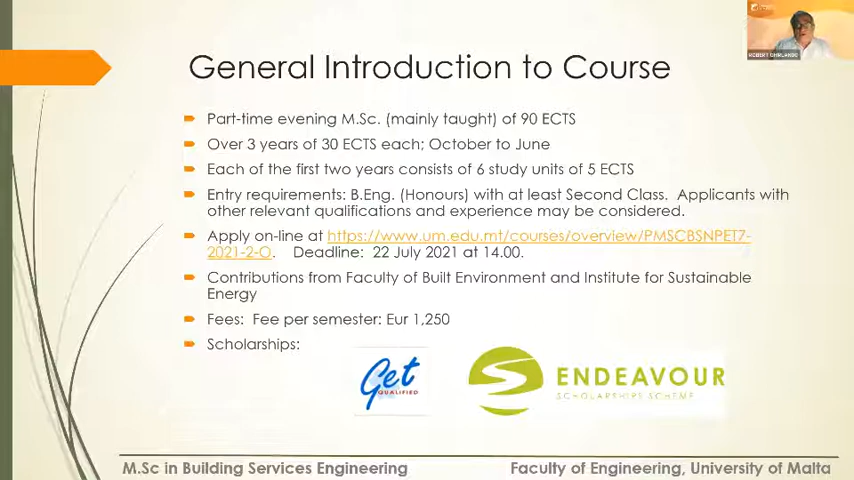 ROBERT GHIRLANDO
General Introduction to Course
Part-time evening M.Sc. (mainly taught) of 90 ECTS
Over 3 years of 30 ECTS each; October to June
Each of the first two years consists of 6 study units of 5 ECTS
Entry requirements: B.Eng. (Honours) with at least Second Class. Applicants with
other relevant qualifications and experience may be considered.
Apply on-line at https://www.um.edu.mt/courses/overview/PMSCBSNPET7-
2021-2-O. Deadline: 22 July 2021 at 14.00.
Contributions from Faculty of Built Environment and Institute for Sustainable
Energy
Fees: Fee per semester: Eur 1,250
Scholarships:
Get
QUALIFIED
ENDEAVOUR
SCHOLARSHIPS SCHEME
M.Sc in Building Services Engineering
Faculty of Engineering, University of Malta